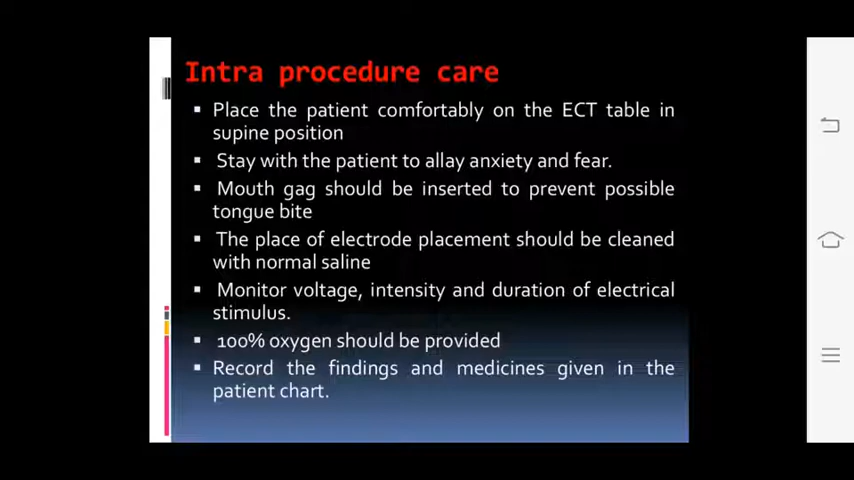 Intra procedure care
▪ Place the patient comfortably on the ECT table in
supine position
▪ Stay with the patient to allay anxiety and fear.
▪ Mouth gag should be inserted to prevent possible
tongue bite
▪ The place of electrode placement should be cleaned
with normal saline
▪ Monitor voltage, intensity and duration of electrical
stimulus.
▪ 100% oxygen should be provided
▪ Record the findings and medicines given in the
patient chart.